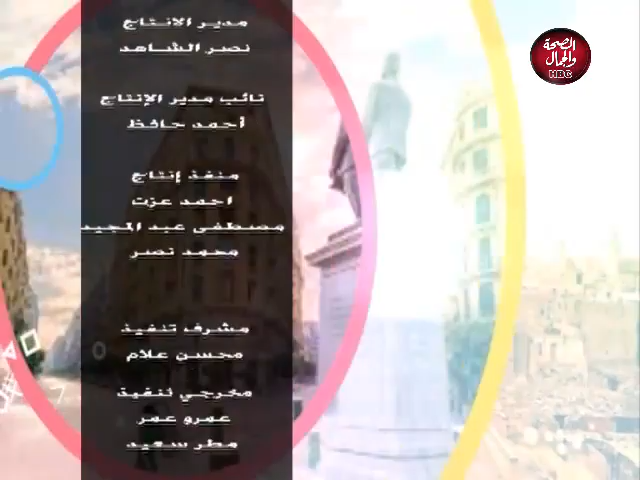 مدير الانتاج
نصر الشاهد
نائب مدير الإنتاج
أحمد حافظ
منفذ إنتاج
احمد عزت
مصطفى عبد المجيد
محمد نصر
مشرف تنفيذ
محسن علام
مخرجي تنفيذ
عمرو عمر
مطر سعيد
الصحة
والجمال
HBC